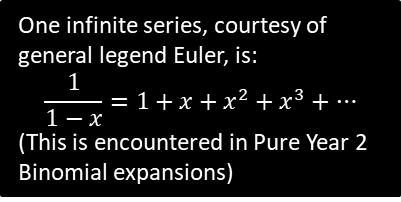 One infinite series, courtesy of
general legend Euler, is:
1/(1 − x) = 1 + x + x² + x³ + ⋯
(This is encountered in Pure Year 2
Binomial expansions)